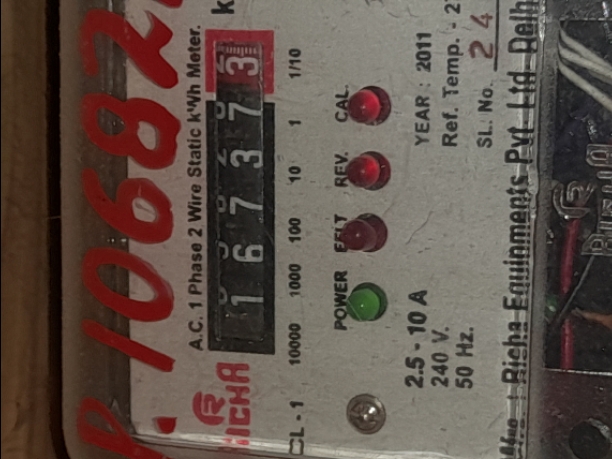 P 10682
A.C. 1 Phase 2 Wire Static kWh Meter.
RICHA
1 6 7 3 7 3
10000 1000 100 10 1 1/10
CL - 1
POWER REV. CAL.
2.5 - 10 A
240 V.
50 Hz.
YEAR : 2011
Ref. Temp. - 2
SL. No. 24
Richa Equipments Pvt. Ltd. Delh